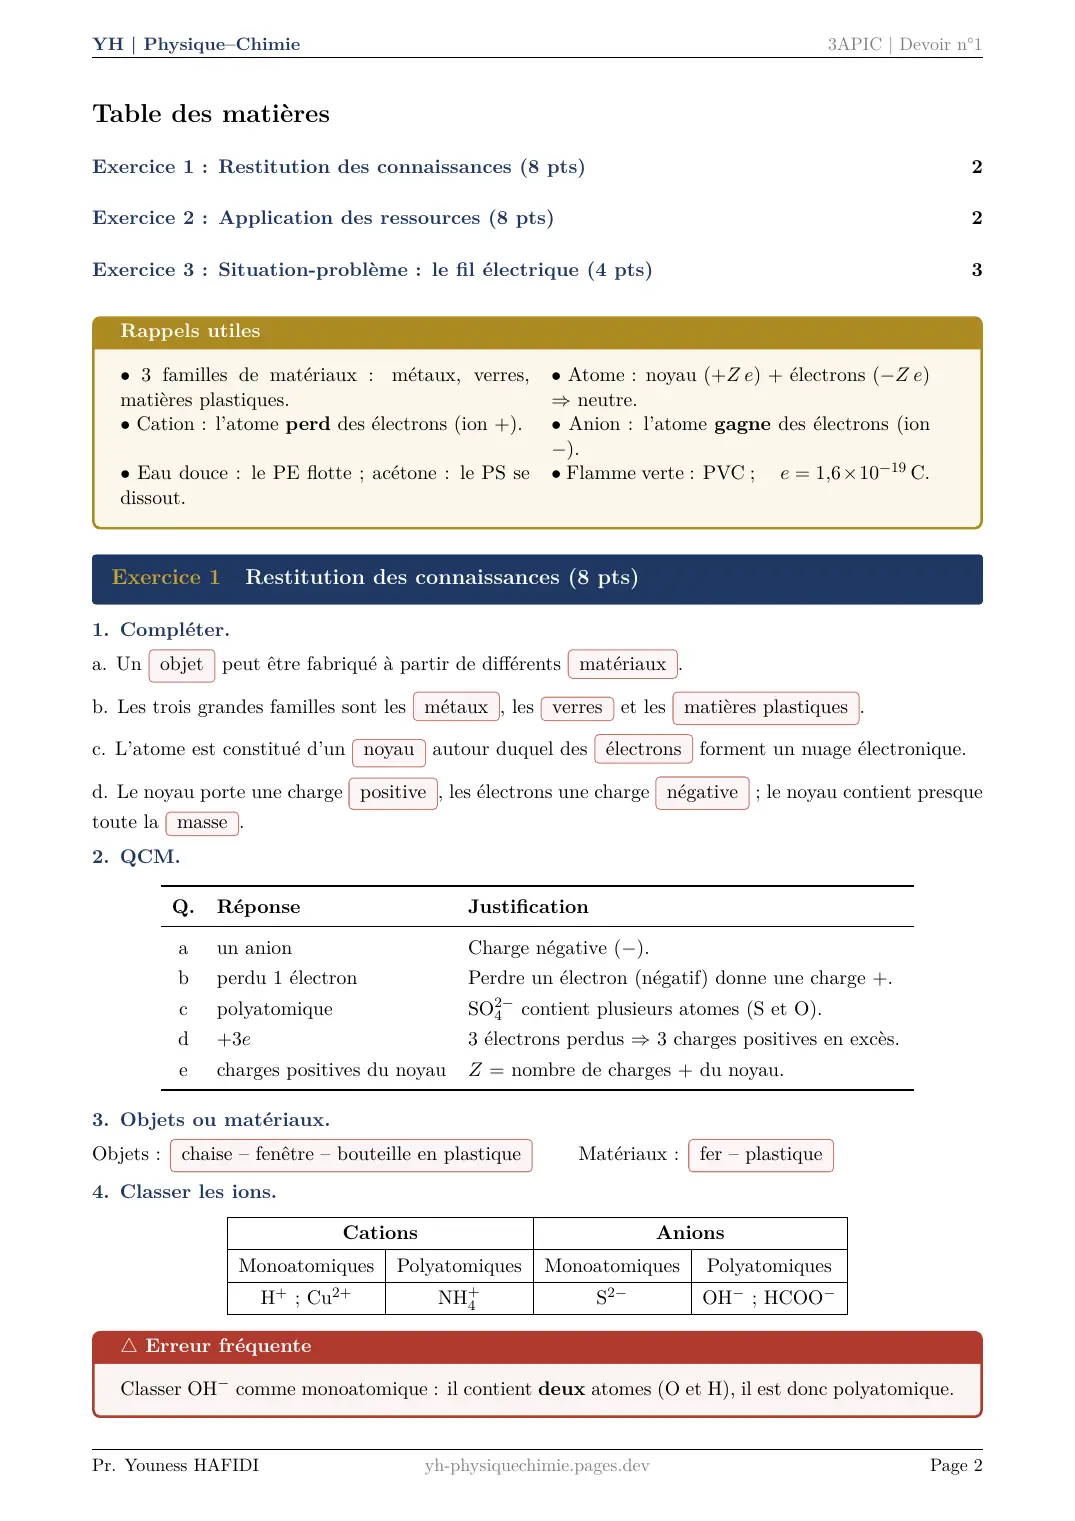 YH | Physique–Chimie 3APIC | Devoir n°1
Table des matières
Exercice 1 : Restitution des connaissances (8 pts) 2
Exercice 2 : Application des ressources (8 pts) 2
Exercice 3 : Situation-problème : le fil électrique (4 pts) 3
Rappels utiles
• 3 familles de matériaux : métaux, verres,
matières plastiques.
• Atome : noyau (+Z e) + électrons (−Z e)
⇒ neutre.
• Cation : l'atome perd des électrons (ion +).
• Anion : l'atome gagne des électrons (ion
−).
• Eau douce : le PE flotte ; acétone : le PS se
dissout.
• Flamme verte : PVC ; e = 1,6×10⁻¹⁹ C.
Exercice 1 Restitution des connaissances (8 pts)
1. Compléter.
a. Un objet peut être fabriqué à partir de différents matériaux .
b. Les trois grandes familles sont les métaux , les verres et les matières plastiques .
c. L'atome est constitué d'un noyau autour duquel des électrons forment un nuage électronique.
d. Le noyau porte une charge positive , les électrons une charge négative ; le noyau contient presque
toute la masse .
2. QCM.
Q. Réponse Justification
a un anion Charge négative (−).
b perdu 1 électron Perdre un électron (négatif) donne une charge +.
c polyatomique SO₄²⁻ contient plusieurs atomes (S et O).
d +3e 3 électrons perdus ⇒ 3 charges positives en excès.
e charges positives du noyau Z = nombre de charges + du noyau.
3. Objets ou matériaux.
Objets : chaise – fenêtre – bouteille en plastique Matériaux : fer – plastique
4. Classer les ions.
Cations Anions
Monoatomiques Polyatomiques Monoatomiques Polyatomiques
H⁺ ; Cu²⁺ NH₄⁺ S²⁻ OH⁻ ; HCOO⁻
△ Erreur fréquente
Classer OH⁻ comme monoatomique : il contient deux atomes (O et H), il est donc polyatomique.
Pr. Youness HAFIDI yh-physiquechimie.pages.dev Page 2